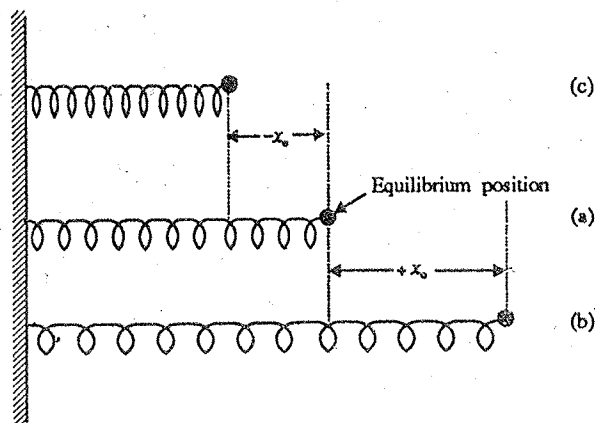 (c)
-x₀
Equilibrium position
(a)
+ x₀
(b)